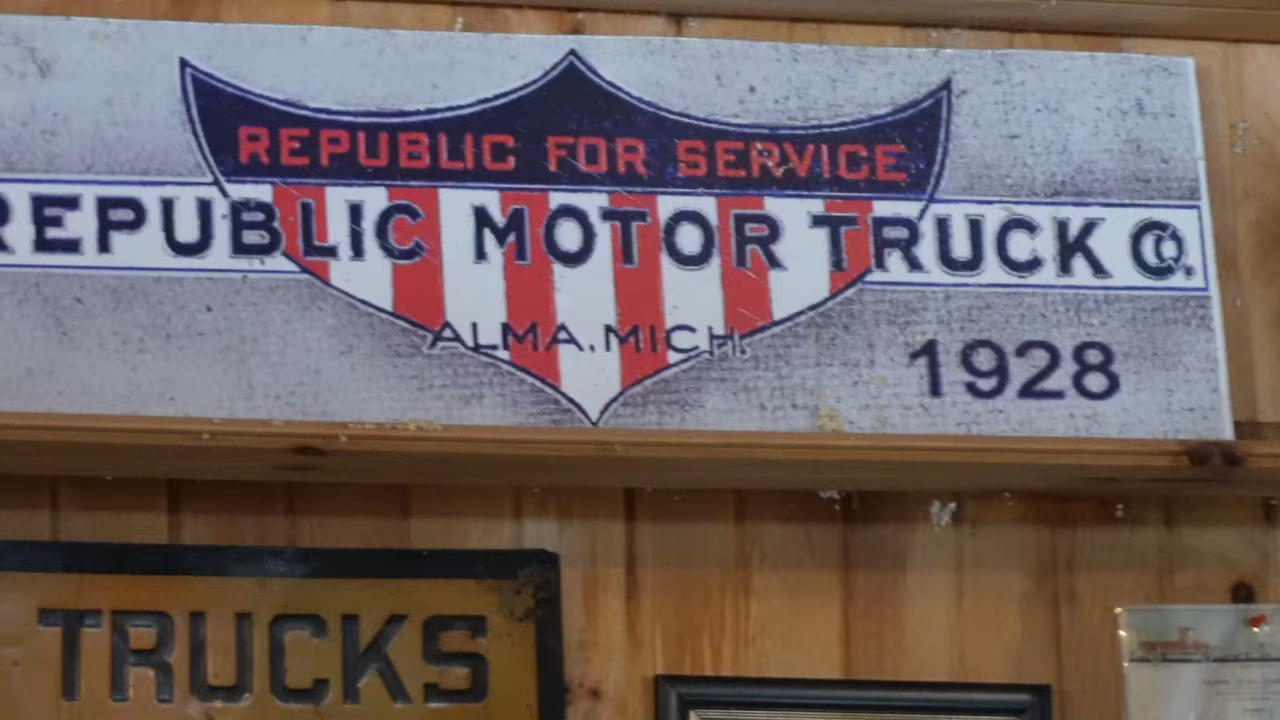 REPUBLIC FOR SERVICE
REPUBLIC MOTOR TRUCK CO.
ALMA, MICH.
1928
TRUCKS